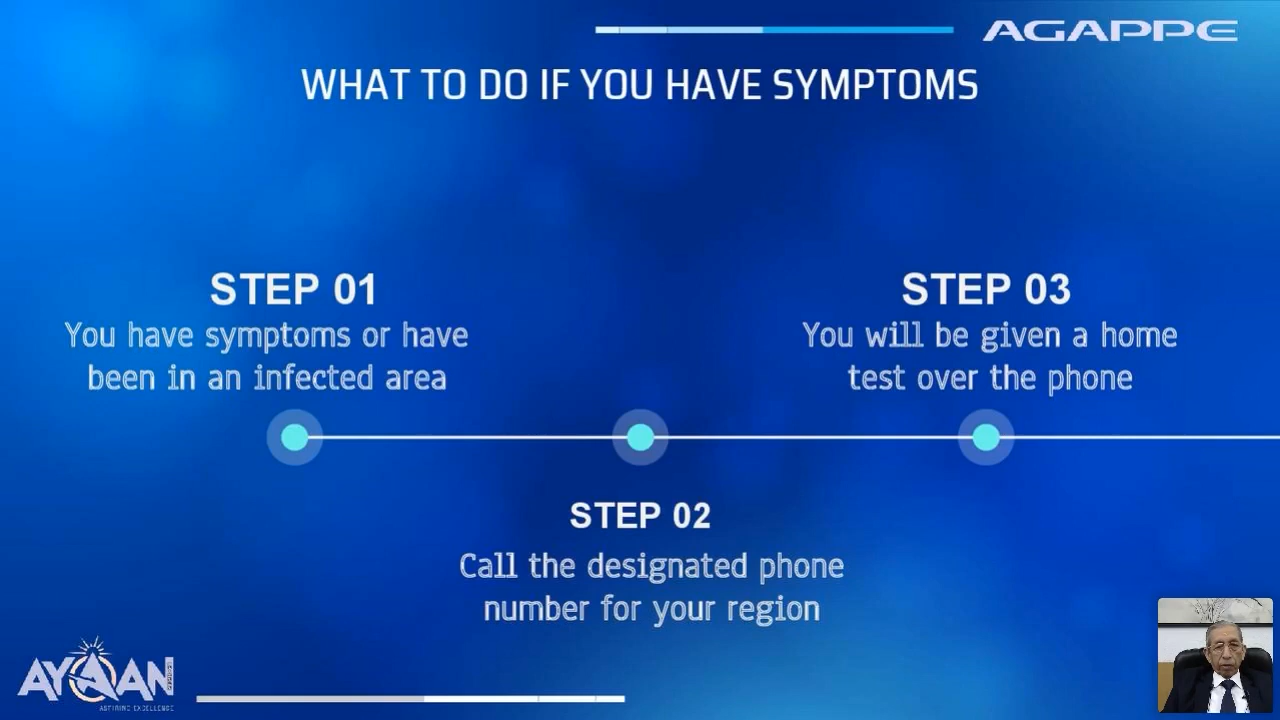 AGAPPE
WHAT TO DO IF YOU HAVE SYMPTOMS
STEP 01
You have symptoms or have
been in an infected area
STEP 03
You will be given a home
test over the phone
STEP 02
Call the designated phone
number for your region
AYAAN
ASPIRING EXCELLENCE